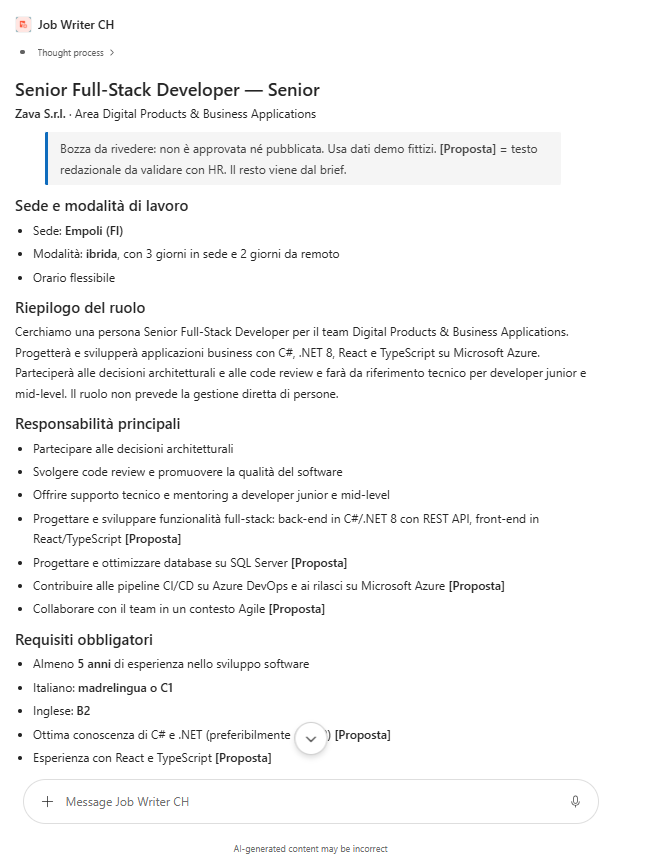 Job Writer CH
Thought process
Senior Full-Stack Developer — Senior
Zava S.r.l. · Area Digital Products & Business Applications
Bozza da rivedere: non è approvata né pubblicata. Usa dati demo fittizi. [Proposta] = testo
redazionale da validare con HR. Il resto viene dal brief.
Sede e modalità di lavoro
• Sede: Empoli (FI)
• Modalità: ibrida, con 3 giorni in sede e 2 giorni da remoto
• Orario flessibile
Riepilogo del ruolo
Cerchiamo una persona Senior Full-Stack Developer per il team Digital Products & Business Applications.
Progetterà e svilupperà applicazioni business con C#, .NET 8, React e TypeScript su Microsoft Azure.
Parteciperà alle decisioni architetturali e alle code review e farà da riferimento tecnico per developer junior e
mid-level. Il ruolo non prevede la gestione diretta di persone.
Responsabilità principali
• Partecipare alle decisioni architetturali
• Svolgere code review e promuovere la qualità del software
• Offrire supporto tecnico e mentoring a developer junior e mid-level
• Progettare e sviluppare funzionalità full-stack: back-end in C#/.NET 8 con REST API, front-end in
React/TypeScript [Proposta]
• Progettare e ottimizzare database su SQL Server [Proposta]
• Contribuire alle pipeline CI/CD su Azure DevOps e ai rilasci su Microsoft Azure [Proposta]
• Collaborare con il team in un contesto Agile [Proposta]
Requisiti obbligatori
• Almeno 5 anni di esperienza nello sviluppo software
• Italiano: madrelingua o C1
• Inglese: B2
• Ottima conoscenza di C# e .NET (preferibilmente ) [Proposta]
• Esperienza con React e TypeScript [Proposta]
Message Job Writer CH
AI-generated content may be incorrect